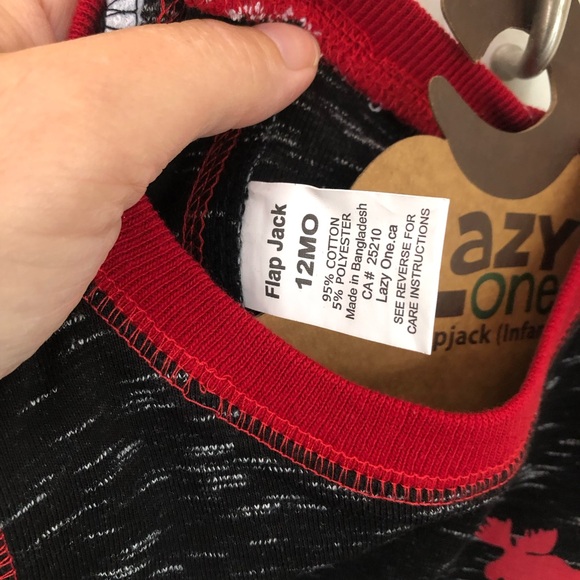 Flap Jack
12MO
95% COTTON
5% POLYESTER
Made in Bangladesh
CA # 25210
Lazy One.ca
SEE REVERSE FOR
CARE INSTRUCTIONS
Lazy
one
pjack (Infan